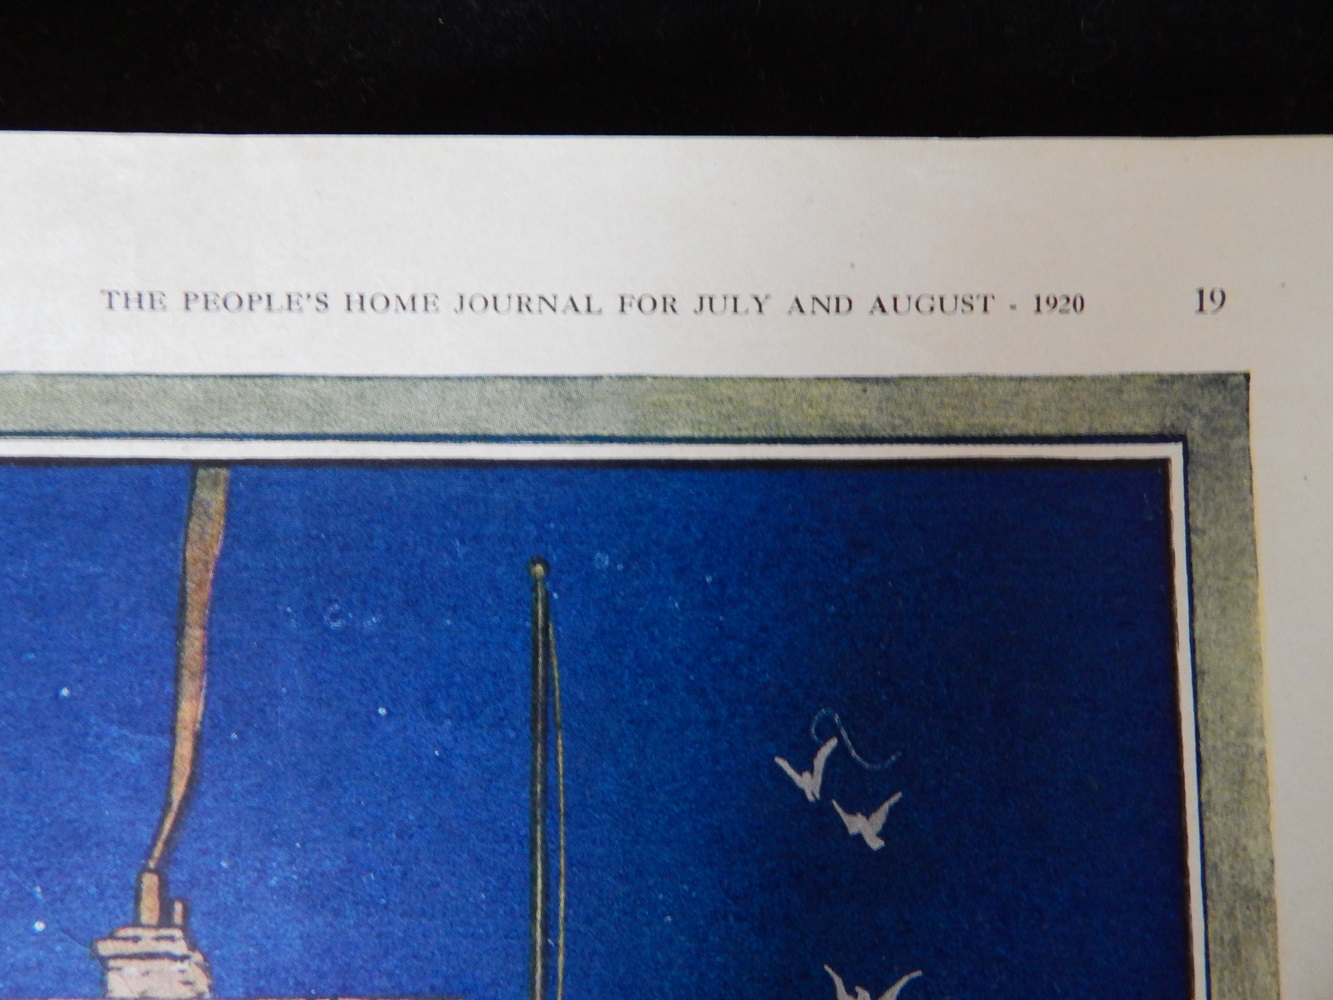 THE PEOPLE'S HOME JOURNAL FOR JULY AND AUGUST - 1920 19